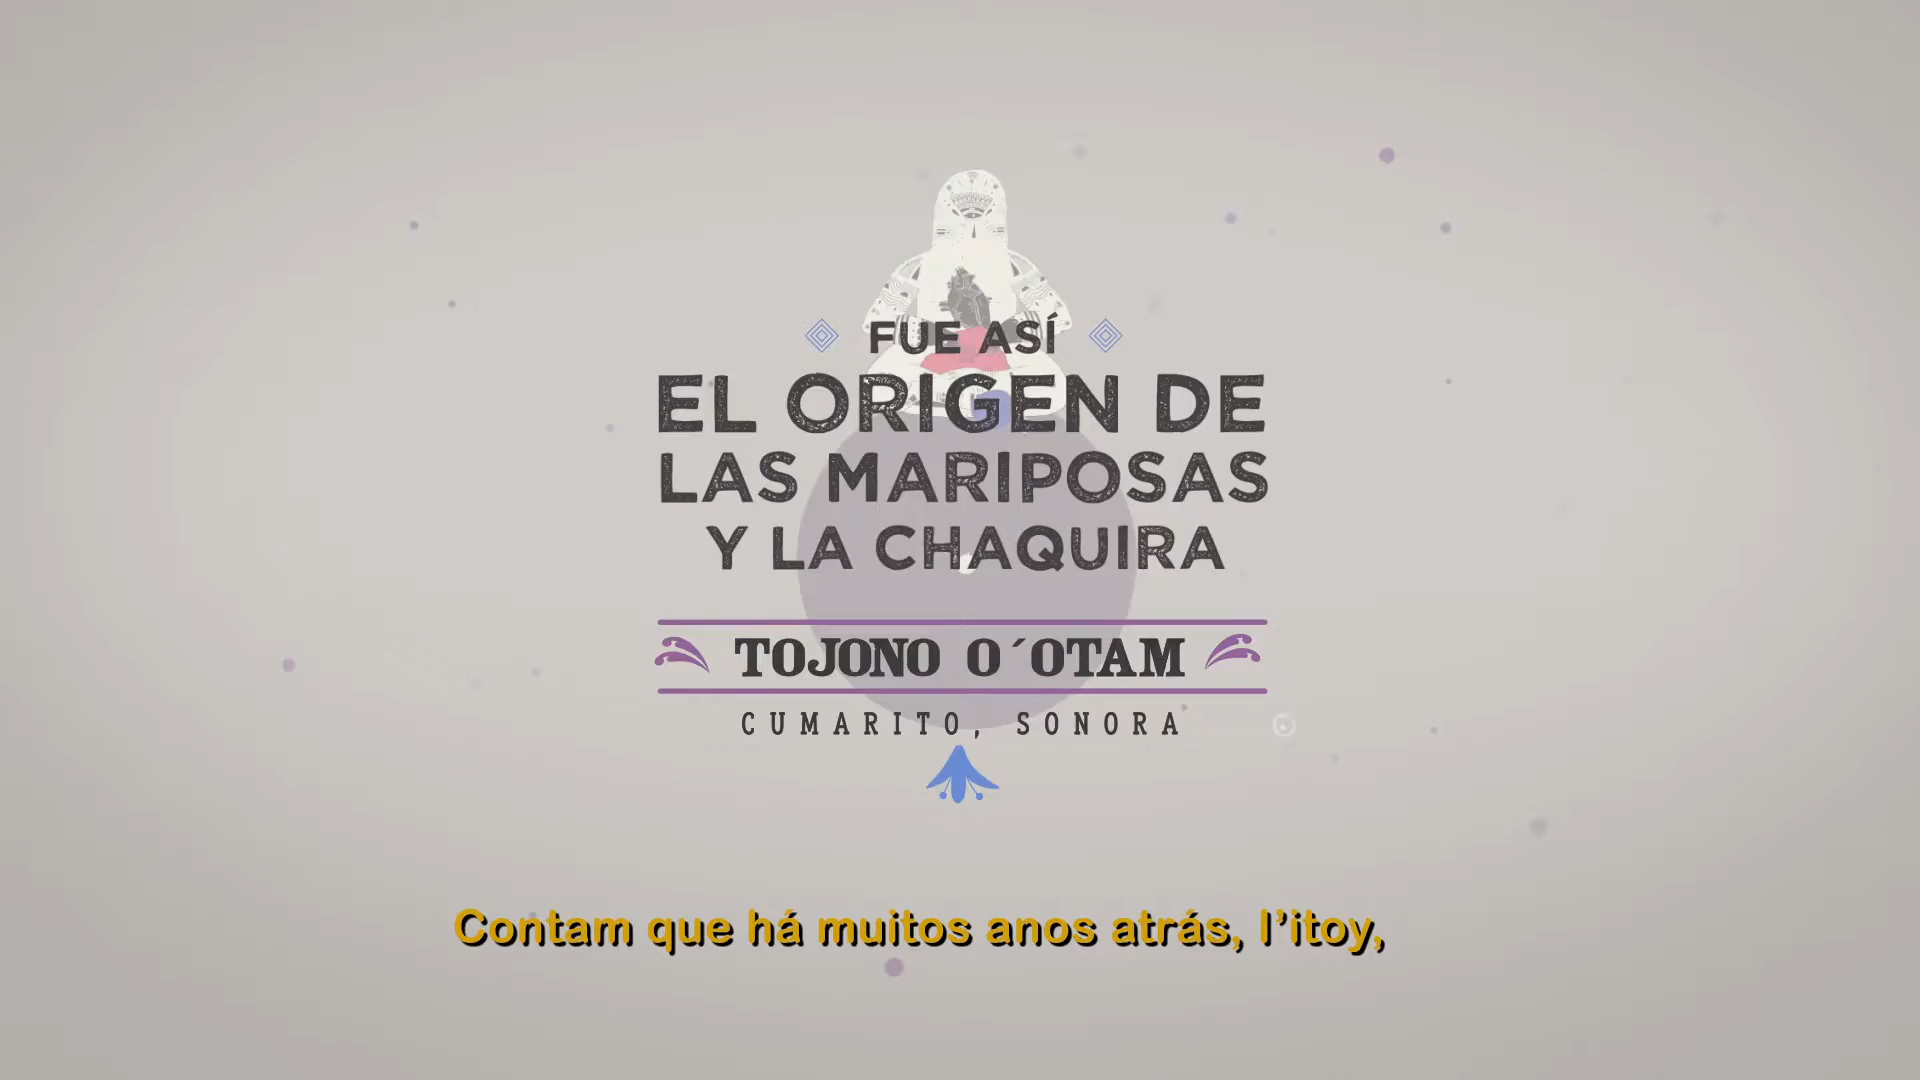 FUE ASÍ
EL ORIGEN DE
LAS MARIPOSAS
Y LA CHAQUIRA
TOJONO O´OTAM
CUMARITO, SONORA
Contam que há muitos anos atrás, I’itoy,